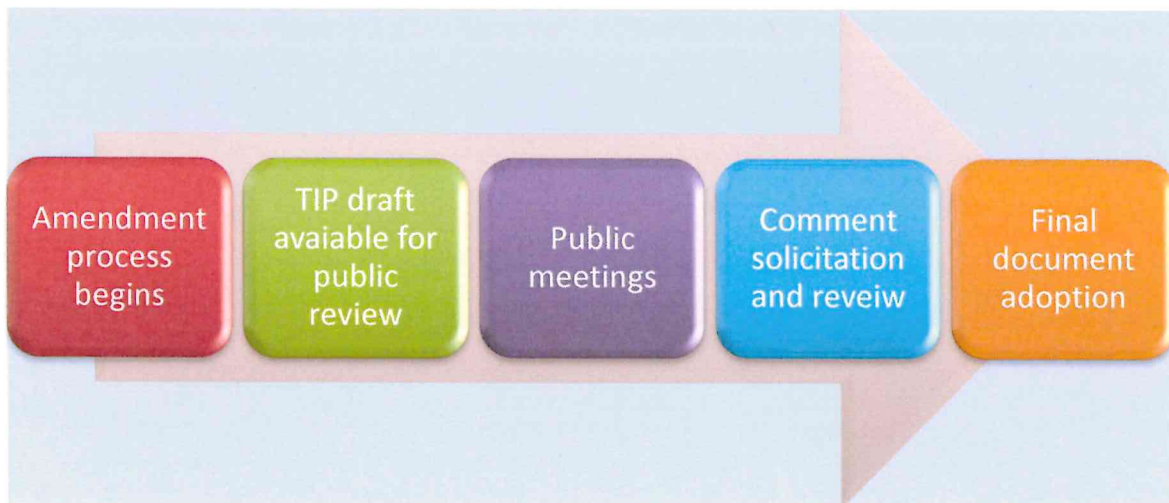 Amendment
process
begins
TIP draft
avaiable for
public
review
Public
meetings
Comment
solicitation
and reveiw
Final
document
adoption